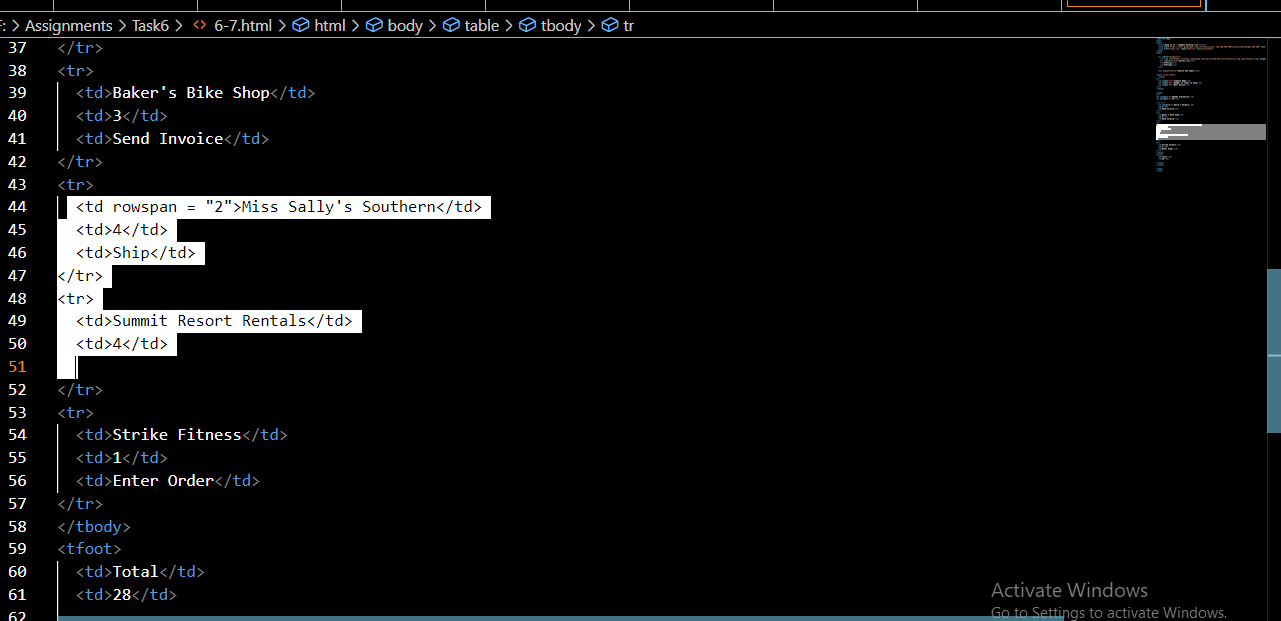 F: > Assignments > Task6 > <> 6-7.html > html > body > table > tbody > tr
37 </tr>
38 <tr>
39 <td>Baker's Bike Shop</td>
40 <td>3</td>
41 <td>Send Invoice</td>
42 </tr>
43 <tr>
44 <td rowspan = "2">Miss Sally's Southern</td>
45 <td>4</td>
46 <td>Ship</td>
47 </tr>
48 <tr>
49 <td>Summit Resort Rentals</td>
50 <td>4</td>
51
52 </tr>
53 <tr>
54 <td>Strike Fitness</td>
55 <td>1</td>
56 <td>Enter Order</td>
57 </tr>
58 </tbody>
59 <tfoot>
60 <td>Total</td>
61 <td>28</td>
62
Activate Windows
Go to Settings to activate Windows.